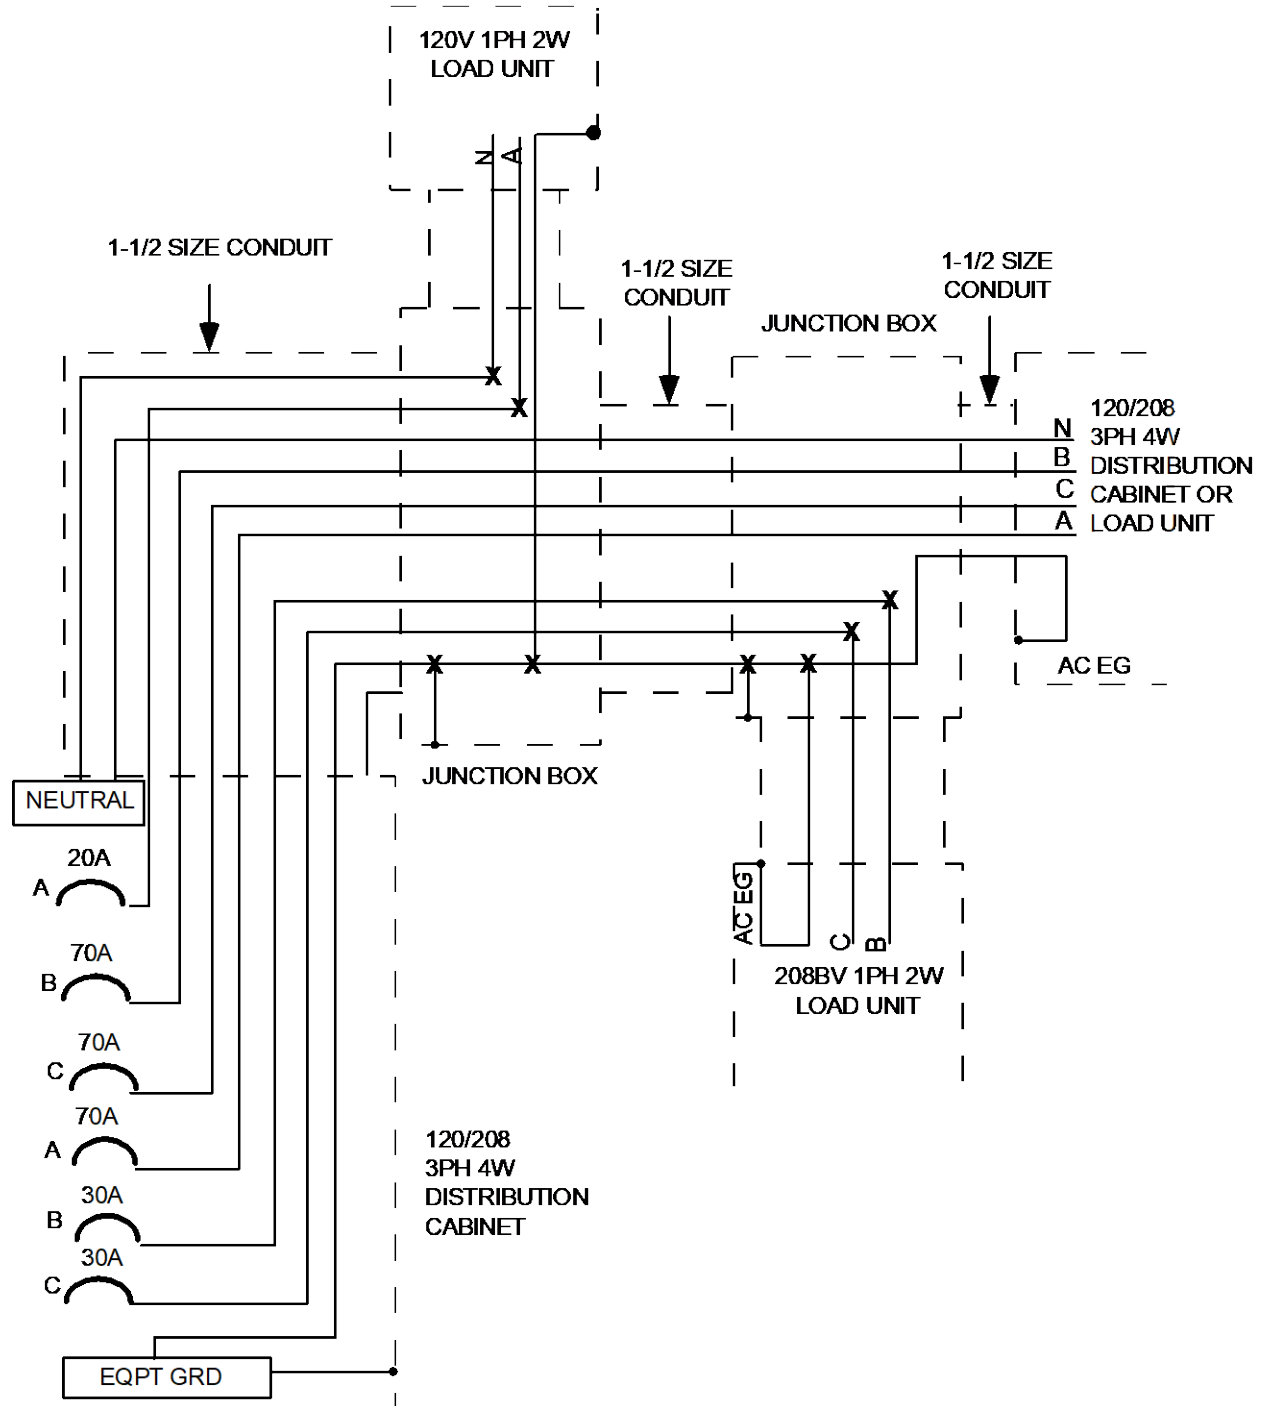 120V 1PH 2W
LOAD UNIT
N
A
1-1/2 SIZE CONDUIT
1-1/2 SIZE
CONDUIT
1-1/2 SIZE
CONDUIT
JUNCTION BOX
N
B
C
A
120/208
3PH 4W
DISTRIBUTION
CABINET OR
LOAD UNIT
X
X
X
X
X
X
X
X
AC EG
JUNCTION BOX
NEUTRAL
20A
A
70A
B
70A
C
70A
A
30A
B
30A
C
EQPT GRD
AC EG
C
B
208BV 1PH 2W
LOAD UNIT
120/208
3PH 4W
DISTRIBUTION
CABINET